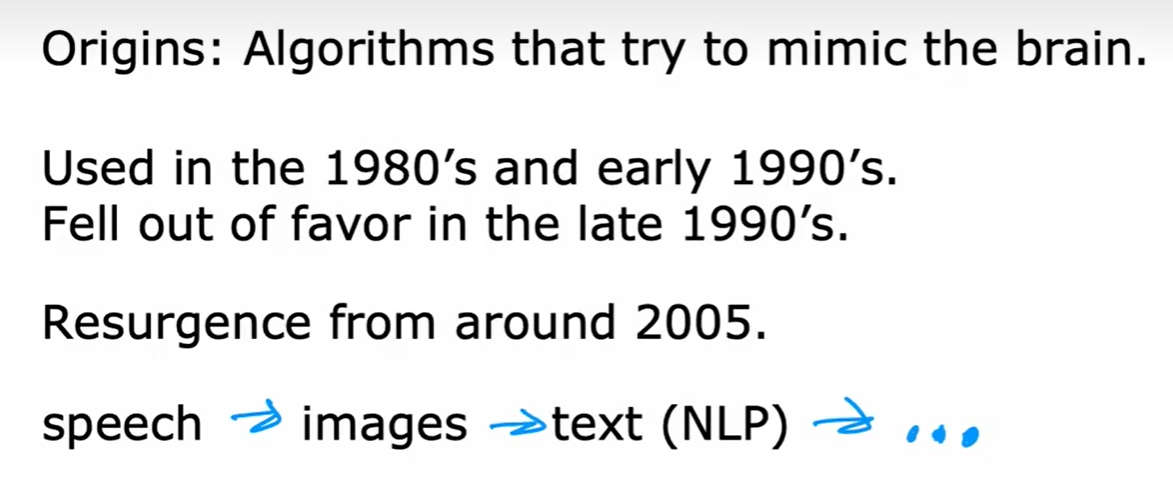 Origins: Algorithms that try to mimic the brain.
Used in the 1980’s and early 1990’s.
Fell out of favor in the late 1990’s.
Resurgence from around 2005.
speech → images → text (NLP) → ...